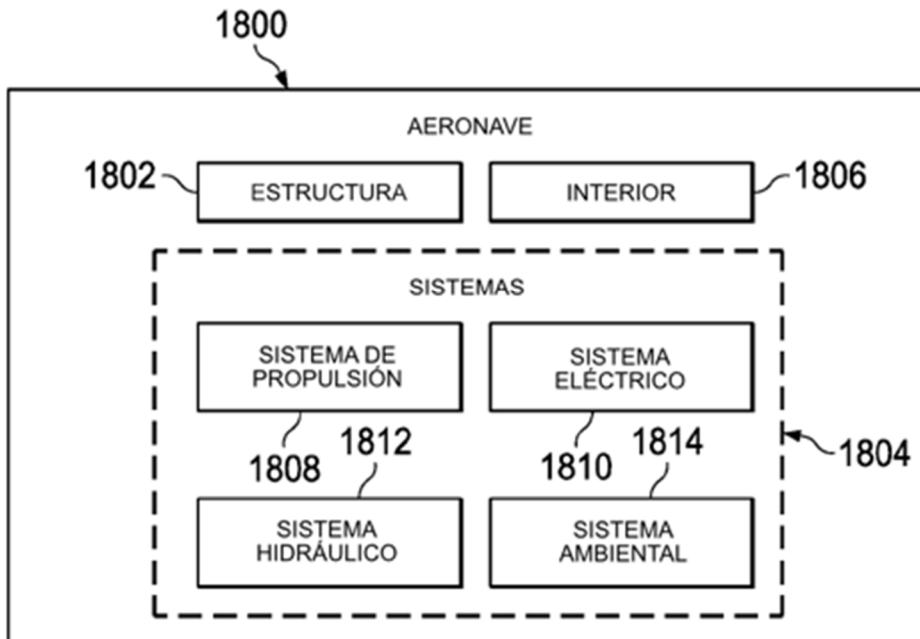 1800
AERONAVE
1802
ESTRUCTURA
INTERIOR
1806
SISTEMAS
SISTEMA DE
PROPULSIÓN
SISTEMA
ELÉCTRICO
1808
1812
1810
1814
1804
SISTEMA
HIDRÁULICO
SISTEMA
AMBIENTAL